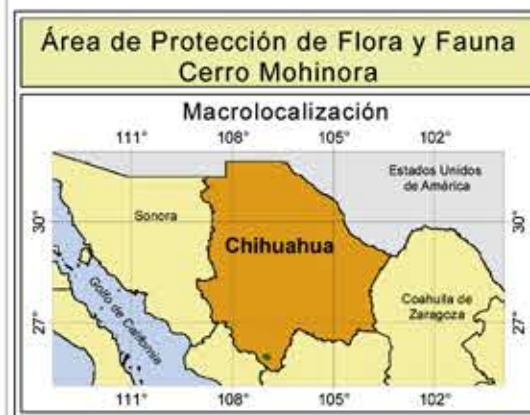 Área de Protección de Flora y Fauna
Cerro Mohinora
Macrolocalización
111° 108° 105° 102°
Estados Unidos
de América
30° 30°
Sonora
Chihuahua
Golfo de California
Coahuila de
Zaragoza
27° 27°
111° 108° 105° 102°